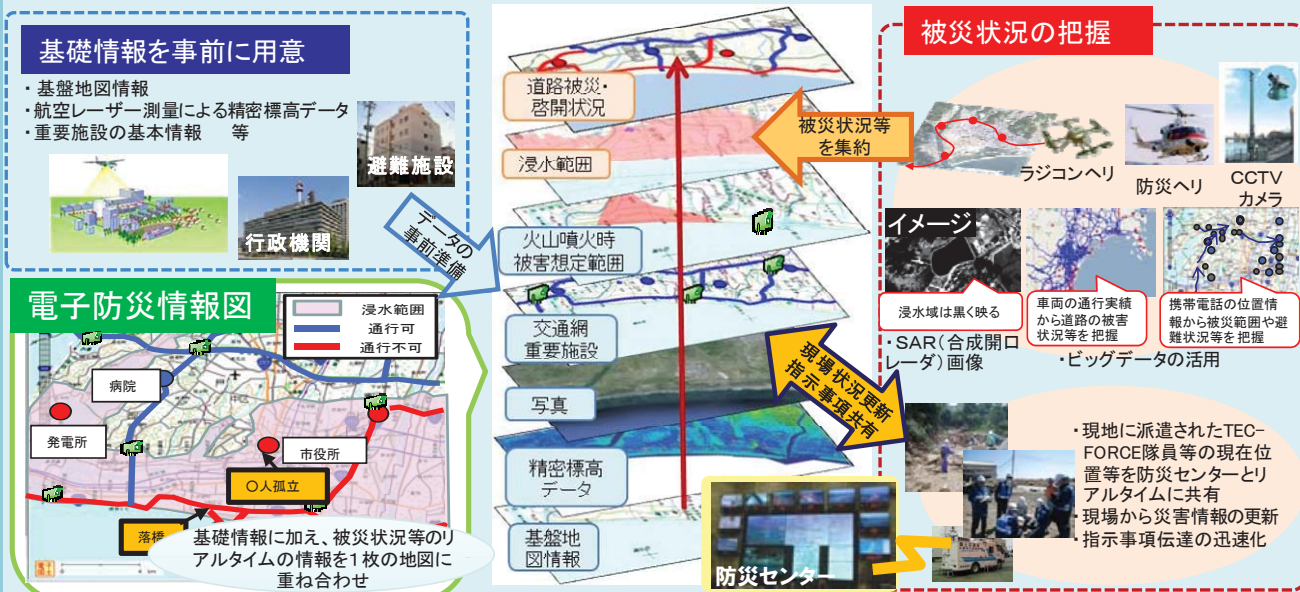 基礎情報を事前に用意
・基盤地図情報
・航空レーザー測量による精密標高データ
・重要施設の基本情報　等
避難施設
行政機関
データの
事前準備
電子防災情報図
浸水範囲
通行可
通行不可
病院
発電所
市役所
〇人孤立
落橋
基礎情報に加え、被災状況等のリ
アルタイムの情報を1枚の地図に
重ね合わせ
道路被災・
啓開状況
浸水範囲
火山噴火時
被害想定範囲
交通網
重要施設
写真
精密標高
データ
基盤地
図情報
被災状況の把握
被災状況等
を集約
ラジコンヘリ
防災ヘリ
CCTV
カメラ
イメージ
浸水域は黒く映る
・SAR(合成開口
レーダ)画像
車両の通行実績
から道路の被害
状況等を把握
携帯電話の位置情
報から被災範囲や避
難状況等を把握
・ビッグデータの活用
現場状況更新
指示事項共有
・現地に派遣されたTEC-
FORCE隊員等の現在位
置等を防災センターとリ
アルタイムに共有
・現場から災害情報の更新
・指示事項伝達の迅速化
防災センター